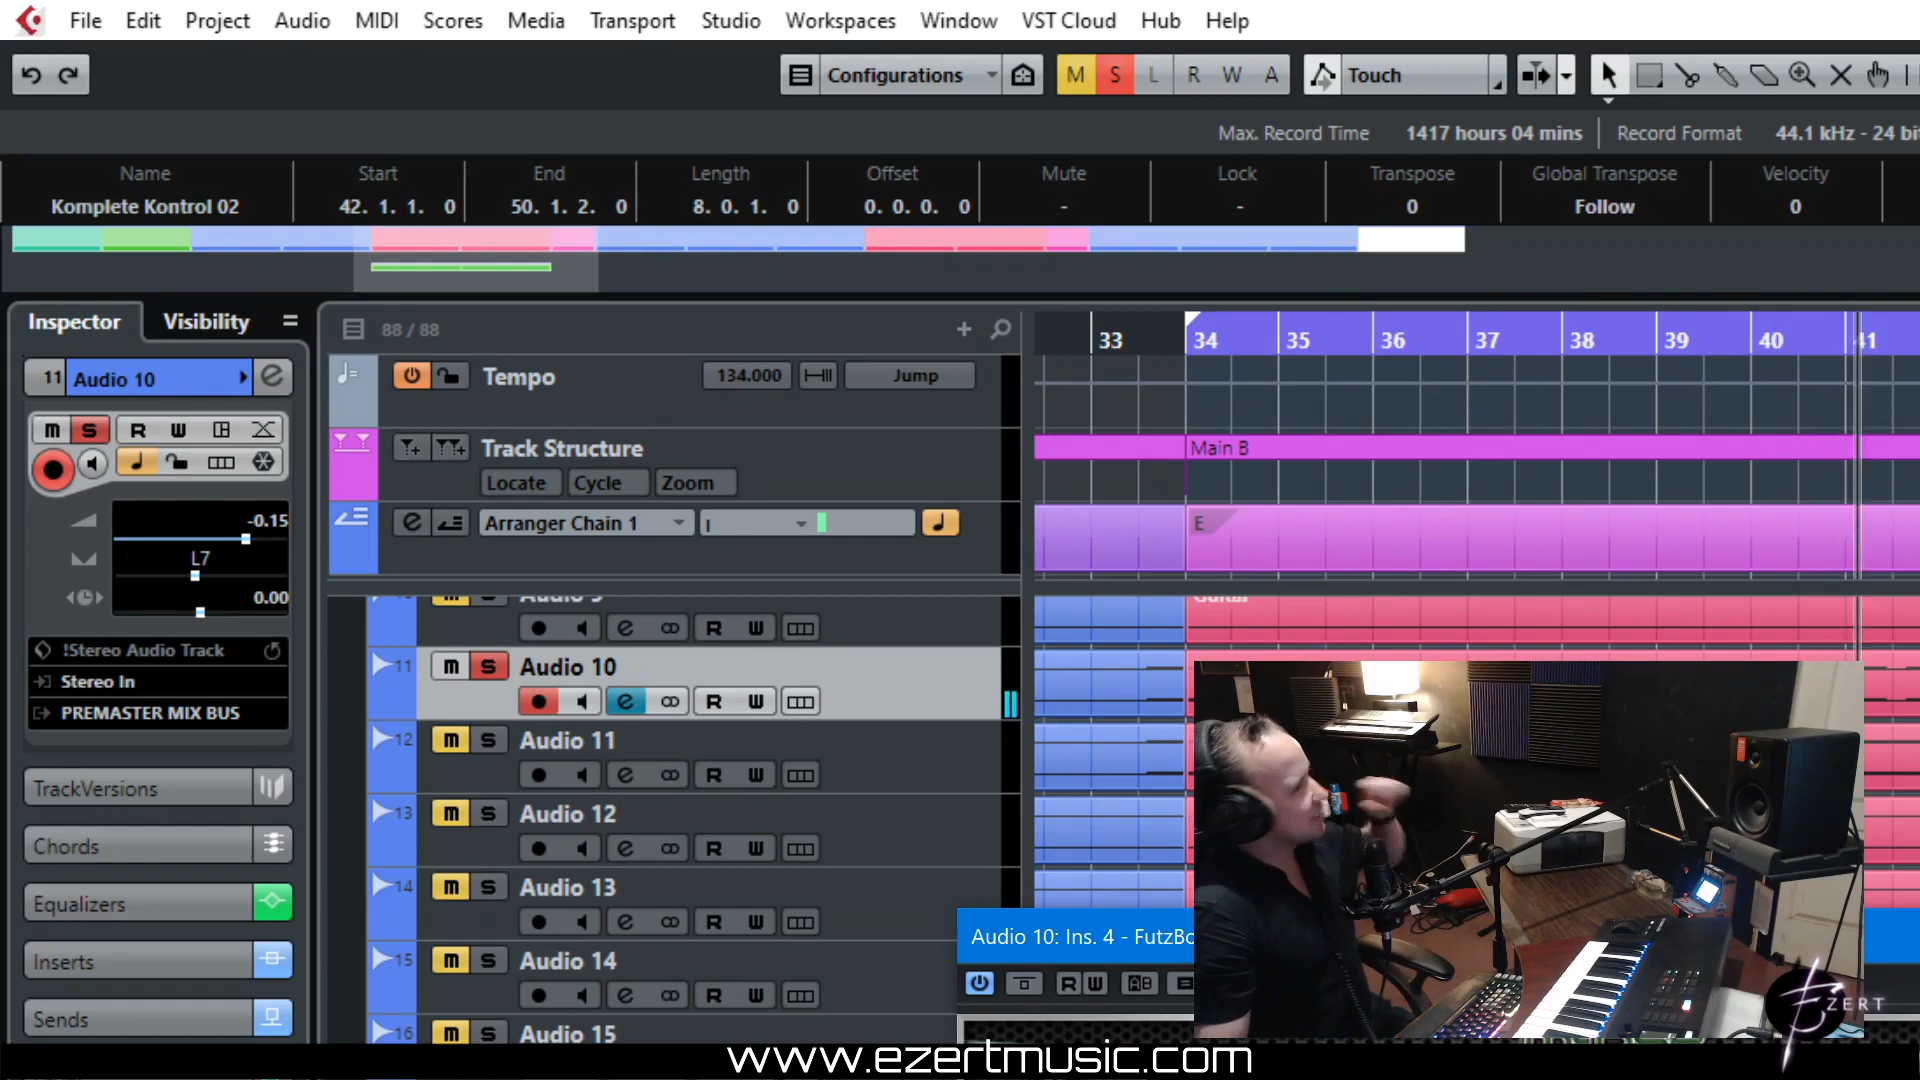 File Edit Project Audio MIDI Scores Media Transport Studio Workspaces Window VST Cloud Hub Help
Configurations M S L R W A Touch
Max. Record Time 1417 hours 04 mins Record Format 44.1 kHz - 24 bit
Name Start End Length Offset Mute Lock Transpose Global Transpose Velocity
Komplete Kontrol 02 42. 1. 1. 0 50. 1. 2. 0 8. 0. 1. 0 0. 0. 0. 0 - - 0 Follow 0
Inspector Visibility
88 / 88
33 34 35 36 37 38 39 40 41
11 Audio 10 e
m S R W
-0.15
L7
0.00
!Stereo Audio Track
Stereo In
PREMASTER MIX BUS
TrackVersions
Chords
Equalizers
Inserts
Sends
Tempo 134.000 Jump
Track Structure
Locate Cycle Zoom
Main B
e Arranger Chain 1 I
E
Audio 9
Guitar
e R W
11 m S Audio 10
e R W
12 m S Audio 11
e R W
13 m S Audio 12
e R W
14 m S Audio 13
e R W
15 m S Audio 14
e R W
16 m S Audio 15
Audio 10: Ins. 4 - FutzBo
R W AB
EZERT
www.ezertmusic.com